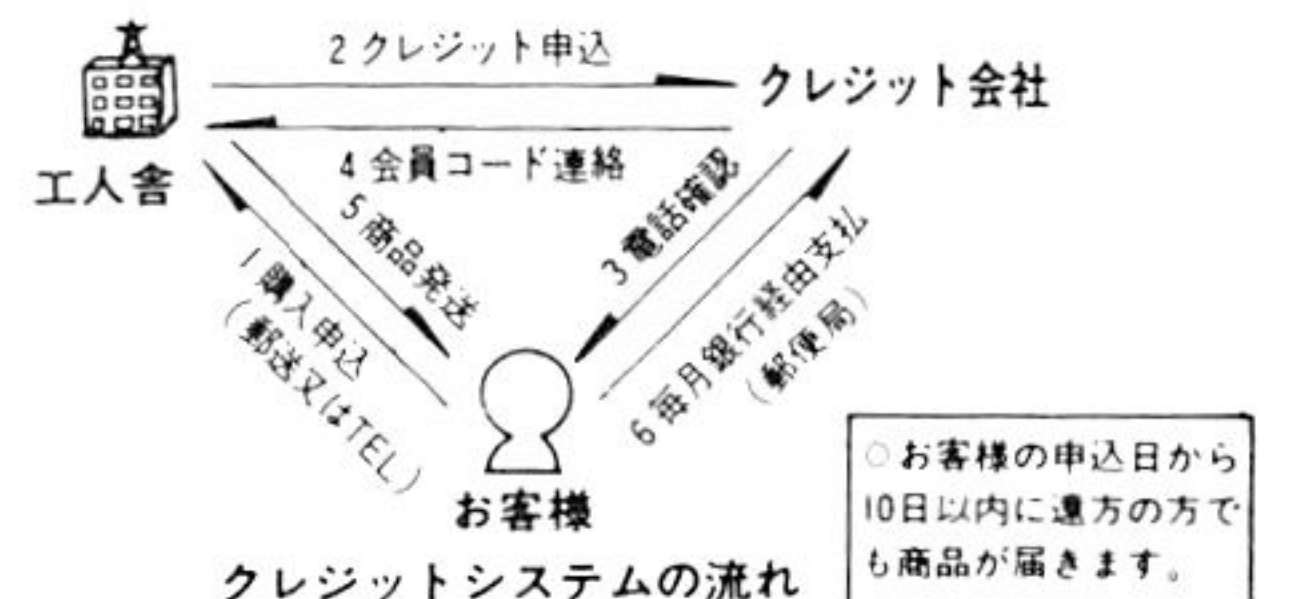 2 クレジット申込
クレジット会社
工人舎
4 会員コード連絡
5 商品発送
3 電話確認
1 購入申込
(郵送又はTEL)
6 毎月銀行経由支払
(郵便局)
お客様
クレジットシステムの流れ
○お客様の申込日から
10日以内に遠方の方で
も商品が届きます。